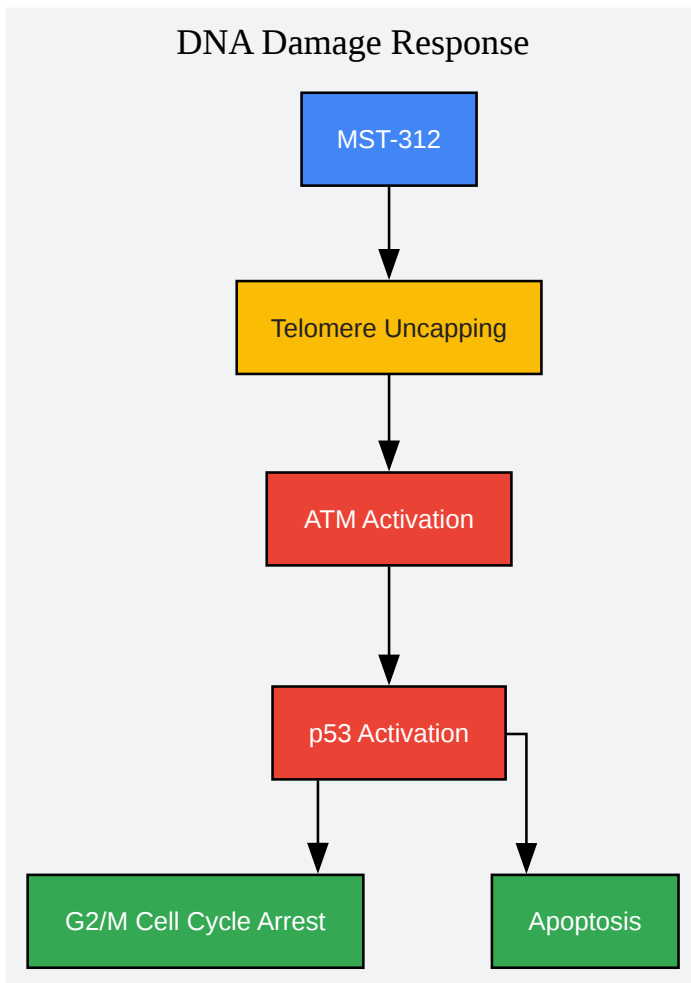 DNA Damage Response
MST-312
Telomere Uncapping
ATM Activation
p53 Activation
G2/M Cell Cycle Arrest
Apoptosis